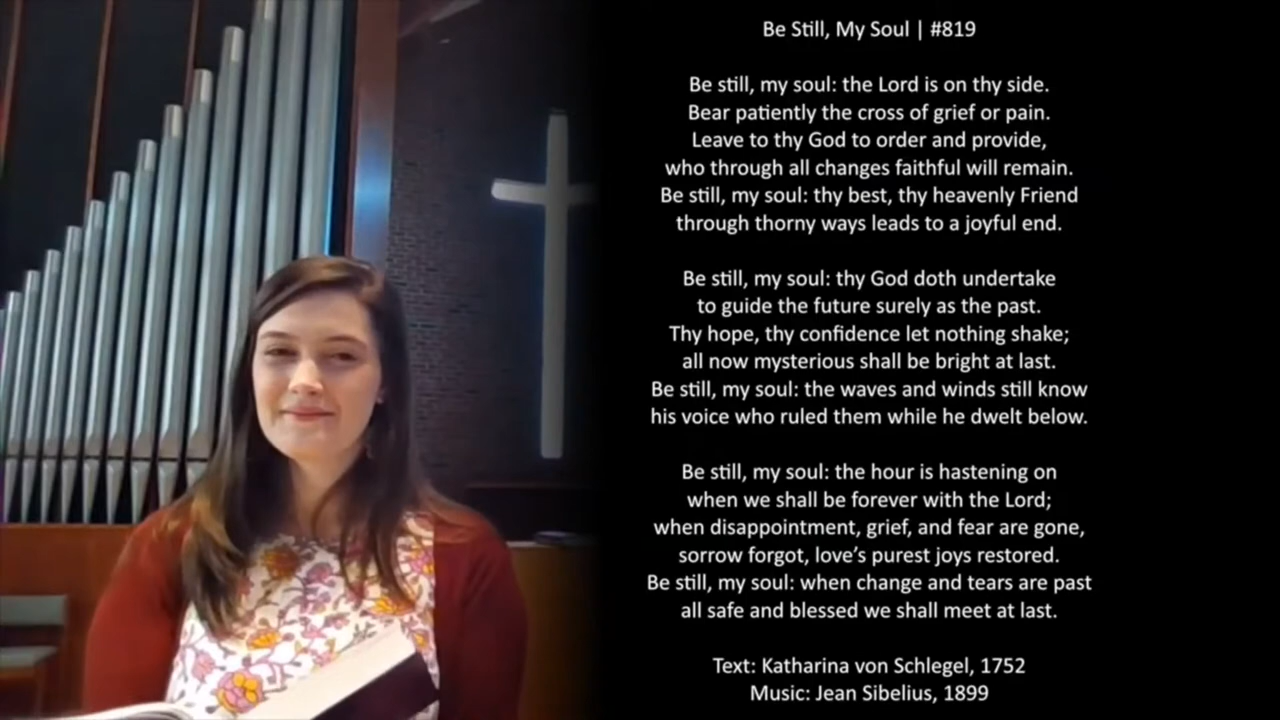 Be Still, My Soul | #819
Be still, my soul: the Lord is on thy side.
Bear patiently the cross of grief or pain.
Leave to thy God to order and provide,
who through all changes faithful will remain.
Be still, my soul: thy best, thy heavenly Friend
through thorny ways leads to a joyful end.
Be still, my soul: thy God doth undertake
to guide the future surely as the past.
Thy hope, thy confidence let nothing shake;
all now mysterious shall be bright at last.
Be still, my soul: the waves and winds still know
his voice who ruled them while he dwelt below.
Be still, my soul: the hour is hastening on
when we shall be forever with the Lord;
when disappointment, grief, and fear are gone,
sorrow forgot, love’s purest joys restored.
Be still, my soul: when change and tears are past
all safe and blessed we shall meet at last.
Text: Katharina von Schlegel, 1752
Music: Jean Sibelius, 1899